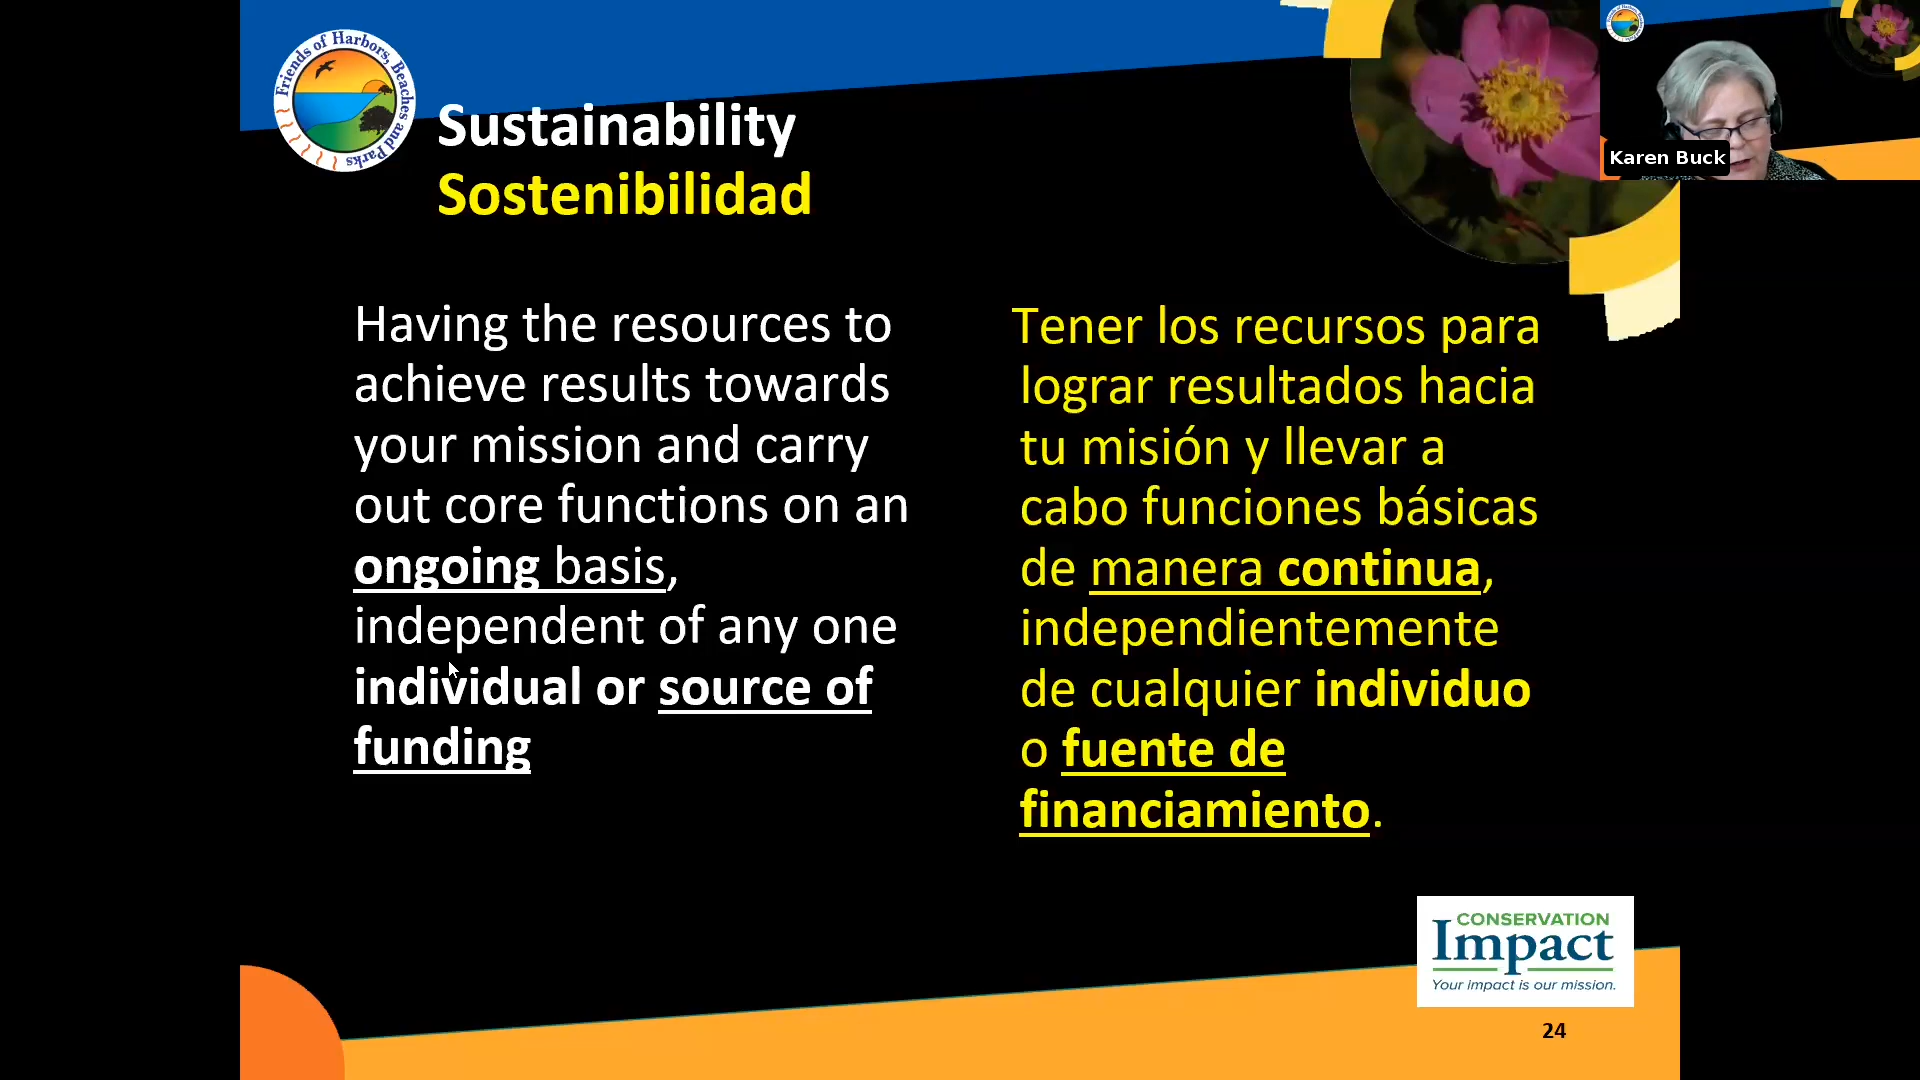 Friends of Harbors, Beaches and Parks
Sustainability
Sostenibilidad
Karen Buck
Having the resources to
achieve results towards
your mission and carry
out core functions on an
ongoing basis,
independent of any one
individual or source of
funding
Tener los recursos para
lograr resultados hacia
tu misión y llevar a
cabo funciones básicas
de manera continua,
independientemente
de cualquier individuo
o fuente de
financiamiento.
CONSERVATION
Impact
Your impact is our mission.
24